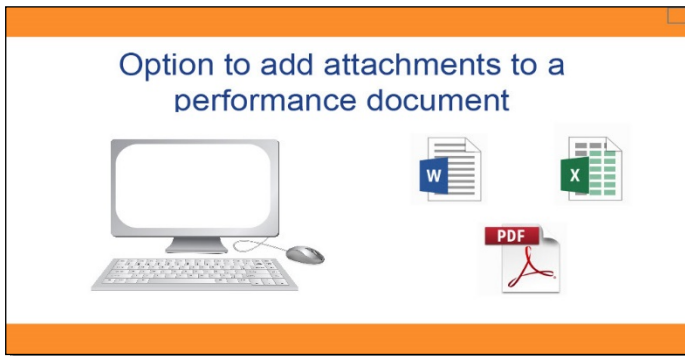 Option to add attachments to a
performance document
W
X
PDF